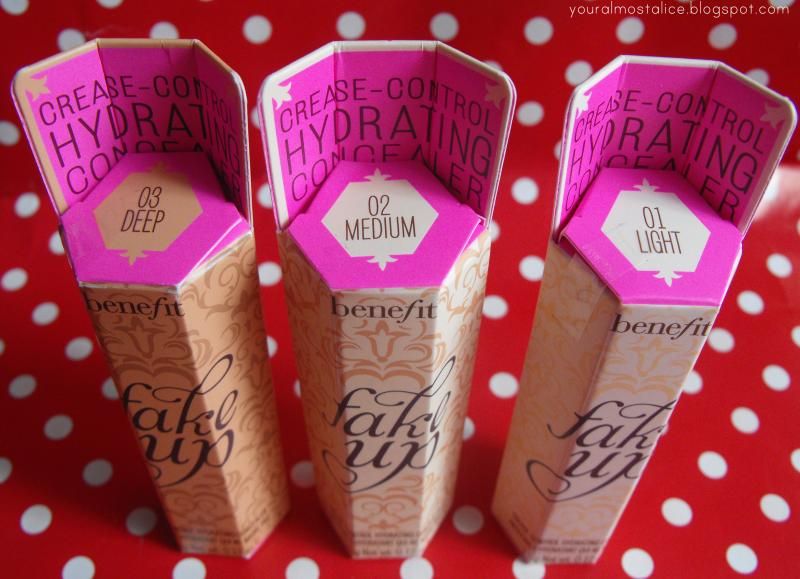 youralmostalice.blogspot.com
CREASE-CONTROL
HYDRATING
CONCEALER
03
DEEP
benefit
fake
up
CREASE-CONTROL
HYDRATING
CONCEALER
02
MEDIUM
benefit
fake
up
CREASE-CONTROL
HYDRATING
CONCEALER
01
LIGHT
benefit
fake
up